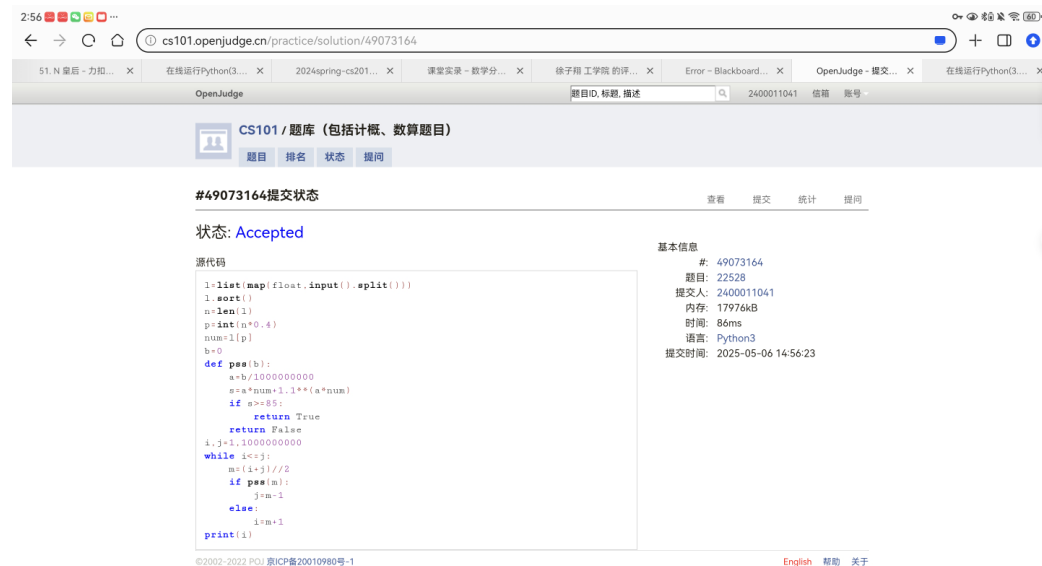 2:56 ... 60
cs101.openjudge.cn/practice/solution/49073164
51. N 皇后 - 力扣... 在线运行Python(3.... 2024spring-cs201... 课堂实录 - 数学分... 徐子翔 工学院 的评... Error – Blackboard... OpenJudge - 提交... 在线运行Python(3....
OpenJudge 题目ID, 标题, 描述 2400011041 信箱 账号
CS101 / 题库（包括计概、数算题目）
题目 排名 状态 提问
#49073164提交状态 查看 提交 统计 提问
状态: Accepted
源代码
l=list(map(float,input().split()))
l.sort()
n=len(l)
p=int(n*0.4)
num=l[p]
b=0
def pss(b):
a=b/1000000000
s=a*num+1.1**(a*num)
if s>=85:
return True
return False
i,j=1,1000000000
while i<=j:
m=(i+j)//2
if pss(m):
j=m-1
else:
i=m+1
print(i)
基本信息
#: 49073164
题目: 22528
提交人: 2400011041
内存: 17976kB
时间: 86ms
语言: Python3
提交时间: 2025-05-06 14:56:23
©2002-2022 POJ 京ICP备20010980号-1 English 帮助 关于